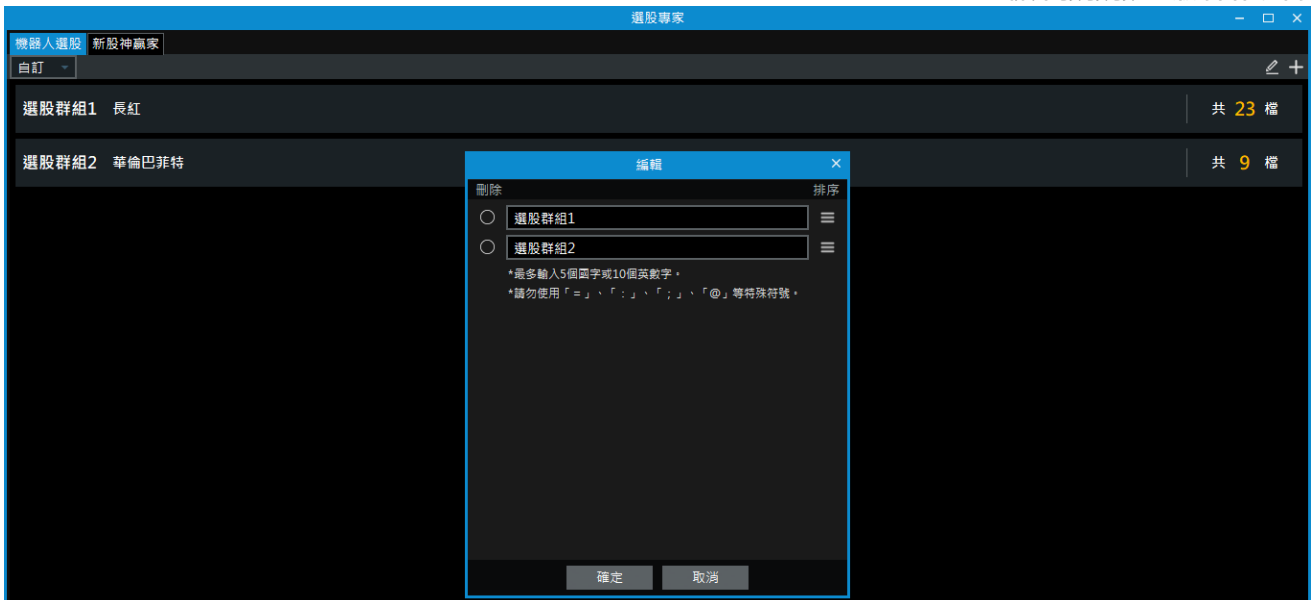 選股專家
機器人選股 新股神贏家
自訂
選股群組1 長紅 共 23 檔
選股群組2 華倫巴菲特 共 9 檔
編輯
刪除 排序
選股群組1
選股群組2
*最多輸入5個國字或10個英數字。
*請勿使用「=」、「:」、「;」、「@」等特殊符號。
確定 取消